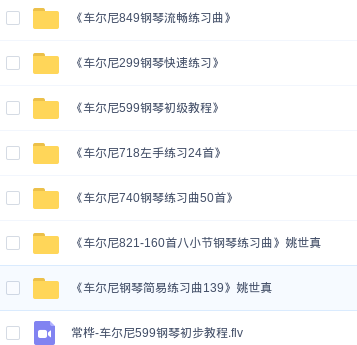 《车尔尼849钢琴流畅练习曲》
《车尔尼299钢琴快速练习》
《车尔尼599钢琴初级教程》
《车尔尼718左手练习24首》
《车尔尼740钢琴练习曲50首》
《车尔尼821-160首八小节钢琴练习曲》姚世真
《车尔尼钢琴简易练习曲139》姚世真
常桦-车尔尼599钢琴初步教程.flv